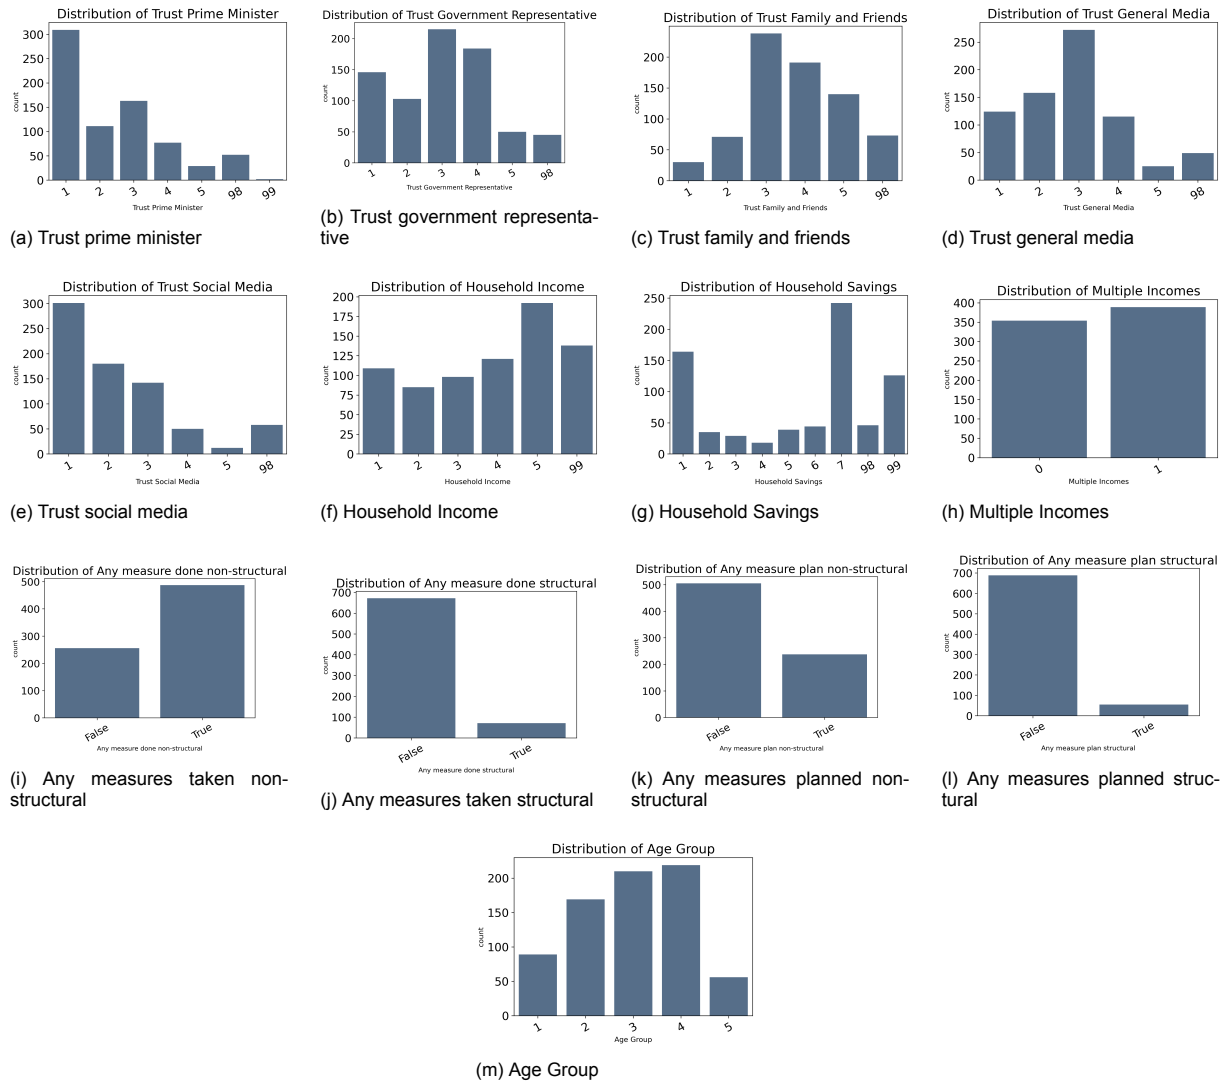 Distribution of Trust Prime Minister
300
250
200
150
100
50
0
count
1 2 3 4 5 98 99
Trust Prime Minister
(a) Trust prime minister
Distribution of Trust Government Representative
200
150
100
50
0
count
1 2 3 4 5 98
Trust Government Representative
(b) Trust government representa-
tive
Distribution of Trust Family and Friends
200
150
100
50
0
count
1 2 3 4 5 98
Trust Family and Friends
(c) Trust family and friends
Distribution of Trust General Media
250
200
150
100
50
0
count
1 2 3 4 5 98
Trust General Media
(d) Trust general media
Distribution of Trust Social Media
300
250
200
150
100
50
0
count
1 2 3 4 5 98
Trust Social Media
(e) Trust social media
Distribution of Household Income
200
175
150
125
100
75
50
25
0
count
1 2 3 4 5 99
Household Income
(f) Household Income
Distribution of Household Savings
250
200
150
100
50
0
count
1 2 3 4 5 6 7 98 99
Household Savings
(g) Household Savings
Distribution of Multiple Incomes
400
350
300
250
200
150
100
50
0
count
0 1
Multiple Incomes
(h) Multiple Incomes
Distribution of Any measure done non-structural
500
400
300
200
100
0
count
False True
Any measure done non-structural
(i) Any measures taken non-
structural
Distribution of Any measure done structural
700
600
500
400
300
200
100
0
count
False True
Any measure done structural
(j) Any measures taken structural
Distribution of Any measure plan non-structural
500
400
300
200
100
0
count
False True
Any measure plan non-structural
(k) Any measures planned non-
structural
Distribution of Any measure plan structural
700
600
500
400
300
200
100
0
count
False True
Any measure plan structural
(l) Any measures planned struc-
tural
Distribution of Age Group
200
150
100
50
0
count
1 2 3 4 5
Age Group
(m) Age Group